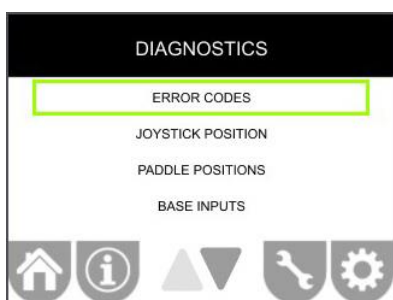 DIAGNOSTICS
ERROR CODES
JOYSTICK POSITION
PADDLE POSITIONS
BASE INPUTS